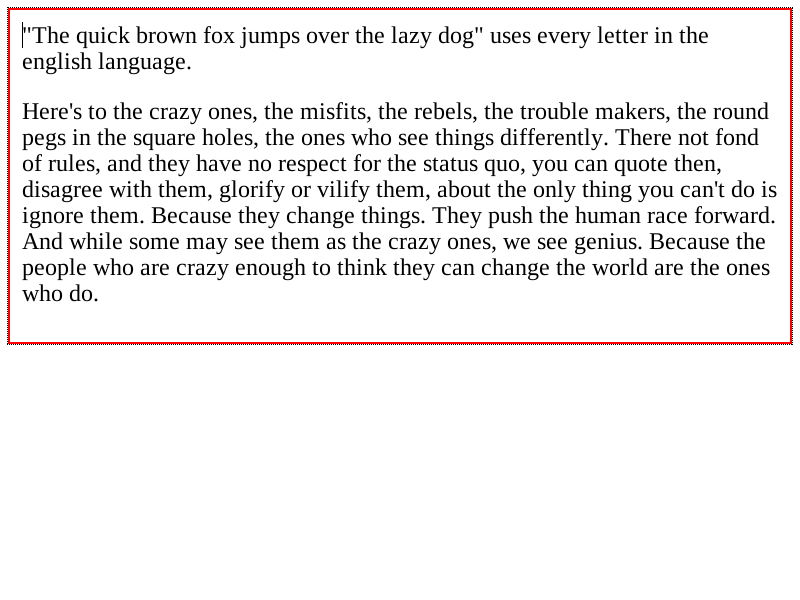 "The quick brown fox jumps over the lazy dog" uses every letter in the
english language.
Here's to the crazy ones, the misfits, the rebels, the trouble makers, the round
pegs in the square holes, the ones who see things differently. There not fond
of rules, and they have no respect for the status quo, you can quote then,
disagree with them, glorify or vilify them, about the only thing you can't do is
ignore them. Because they change things. They push the human race forward.
And while some may see them as the crazy ones, we see genius. Because the
people who are crazy enough to think they can change the world are the ones
who do.